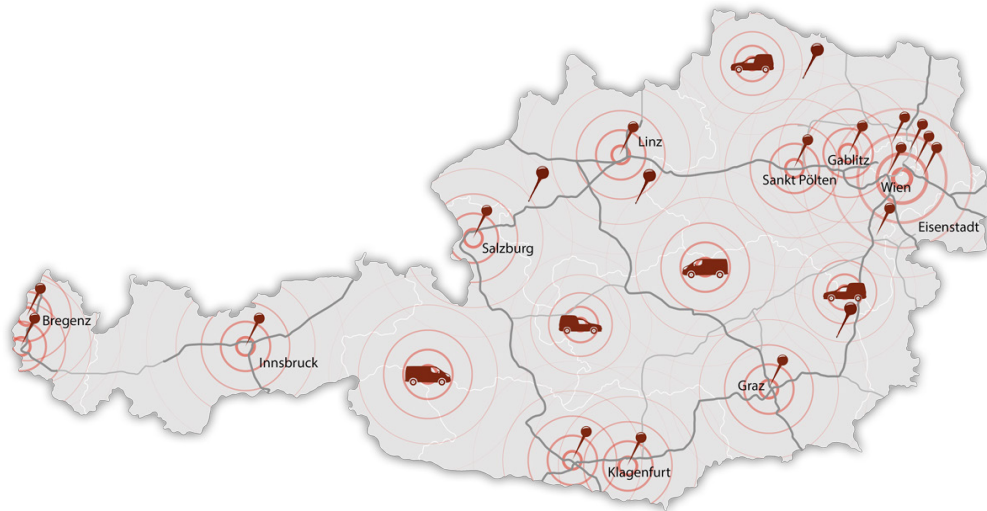 Linz
Gablitz
Sankt Pölten
Wien
Eisenstadt
Salzburg
Bregenz
Innsbruck
Graz
Klagenfurt